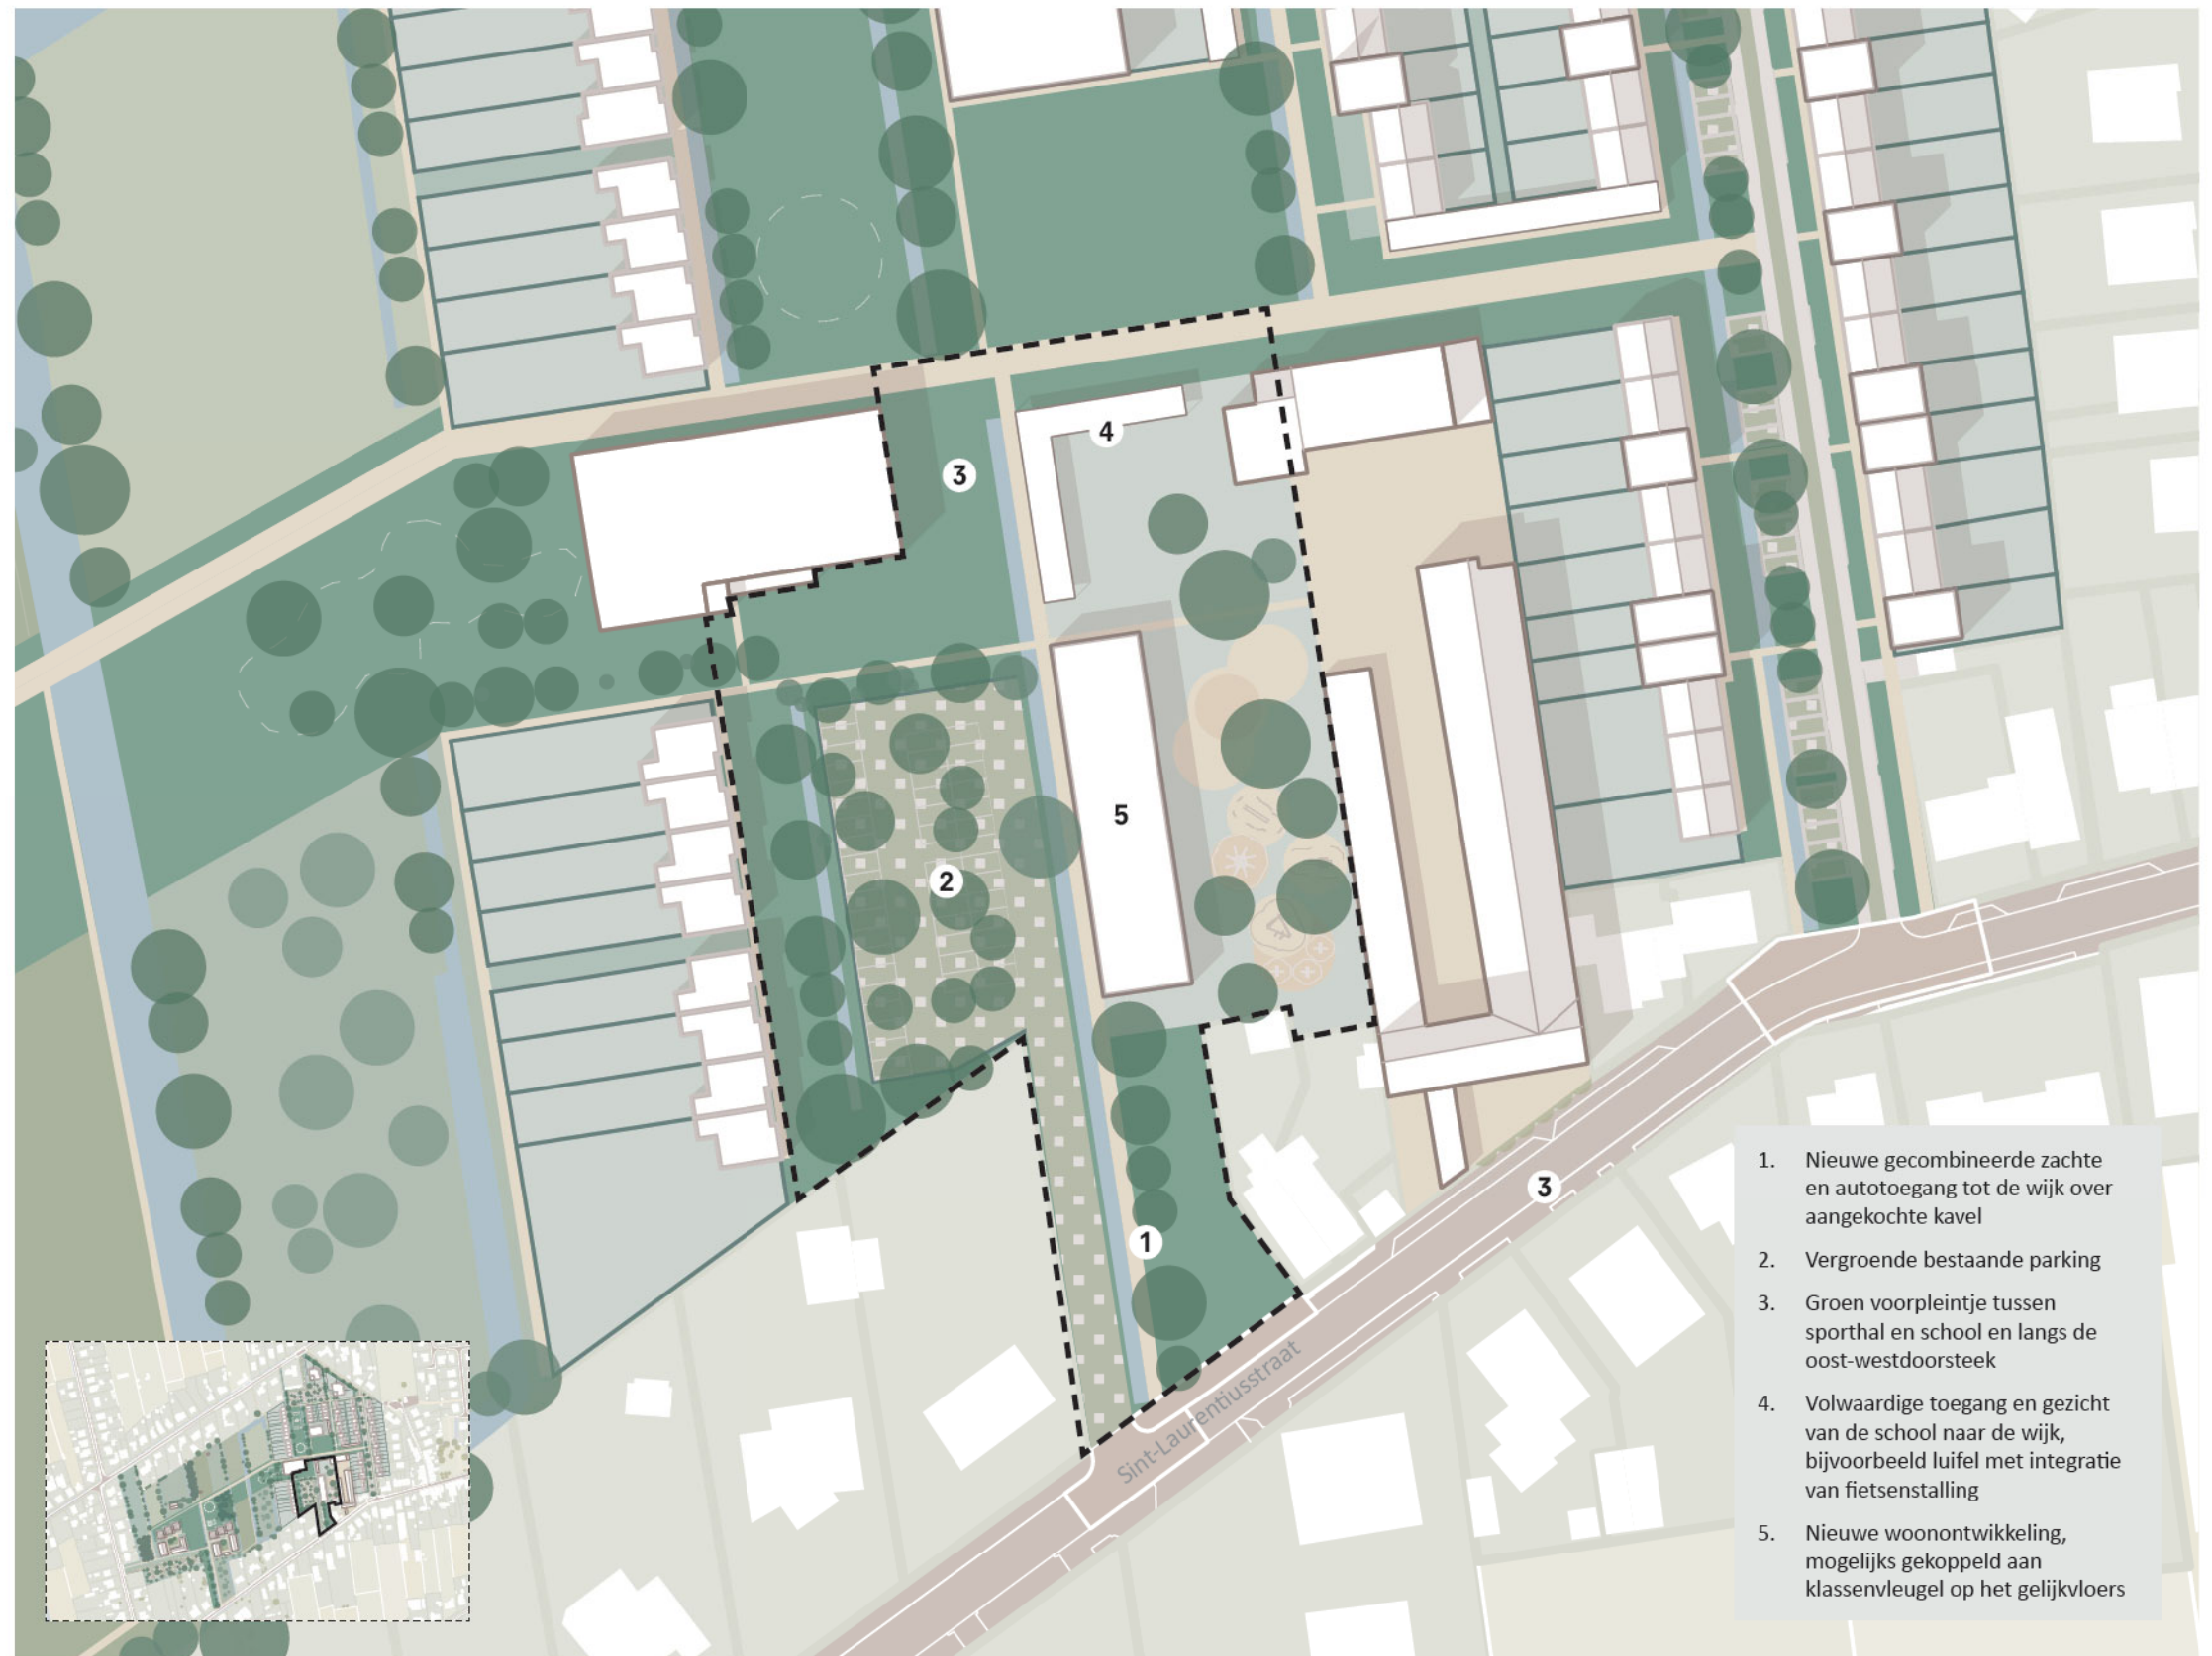 4
3
5
2
3
1
Sint-Laurentiusstraat
1. Nieuwe gecombineerde zachte
en autotoegang tot de wijk over
aangekochte kavel
2. Vergroende bestaande parking
3. Groen voorpleintje tussen
sporthal en school en langs de
oost-westdoorsteek
4. Volwaardige toegang en gezicht
van de school naar de wijk,
bijvoorbeeld luifel met integratie
van fietsenstalling
5. Nieuwe woonontwikkeling,
mogelijks gekoppeld aan
klassenvleugel op het gelijkvloers